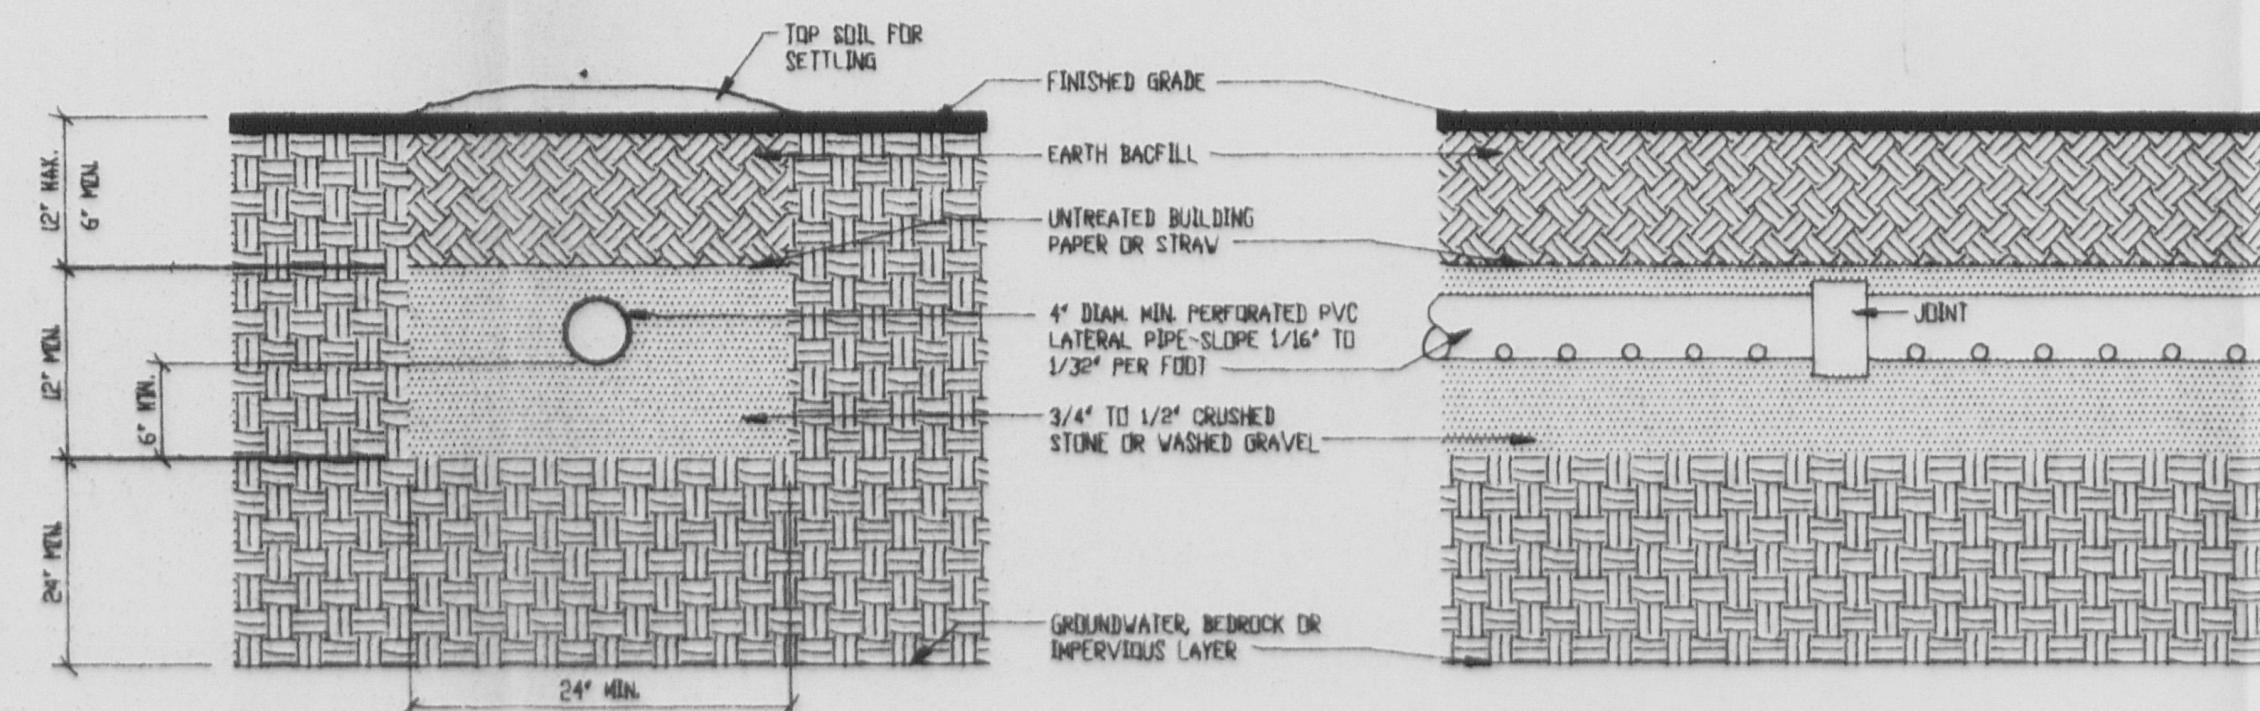 TOP SOIL FOR
SETTLING
FINISHED GRADE
EARTH BACFILL
UNTREATED BUILDING
PAPER OR STRAW
4" DIAM. MIN. PERFORATED PVC
LATERAL PIPE-SLOPE 1/16" TO
1/32" PER FOOT
JOINT
3/4" TO 1/2" CRUSHED
STONE OR WASHED GRAVEL
GROUNDWATER, BEDROCK OR
IMPERVIOUS LAYER
12" MAX.
6" MIN.
12" MIN.
6" MIN.
24" MIN.
24" MIN.